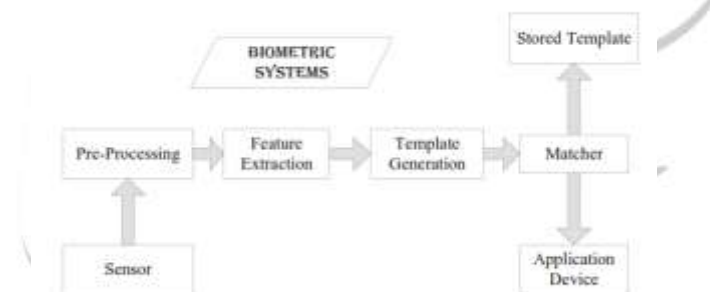 Stored Template
BIOMETRIC
SYSTEMS
Pre-Processing
Feature
Extraction
Template
Generation
Matcher
Sensor
Application
Device